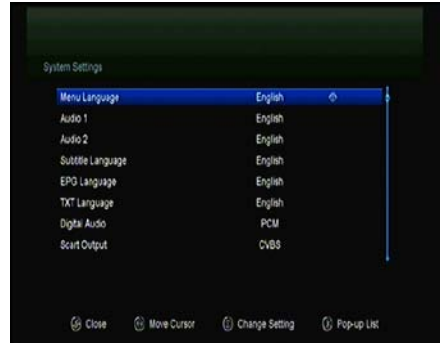 System Settings
Menu Language English
Audio 1 English
Audio 2 English
Subtitle Language English
EPG Language English
TXT Language English
Digital Audio PCM
Scart Output CVBS
Close Move Cursor Change Setting Pop-up List